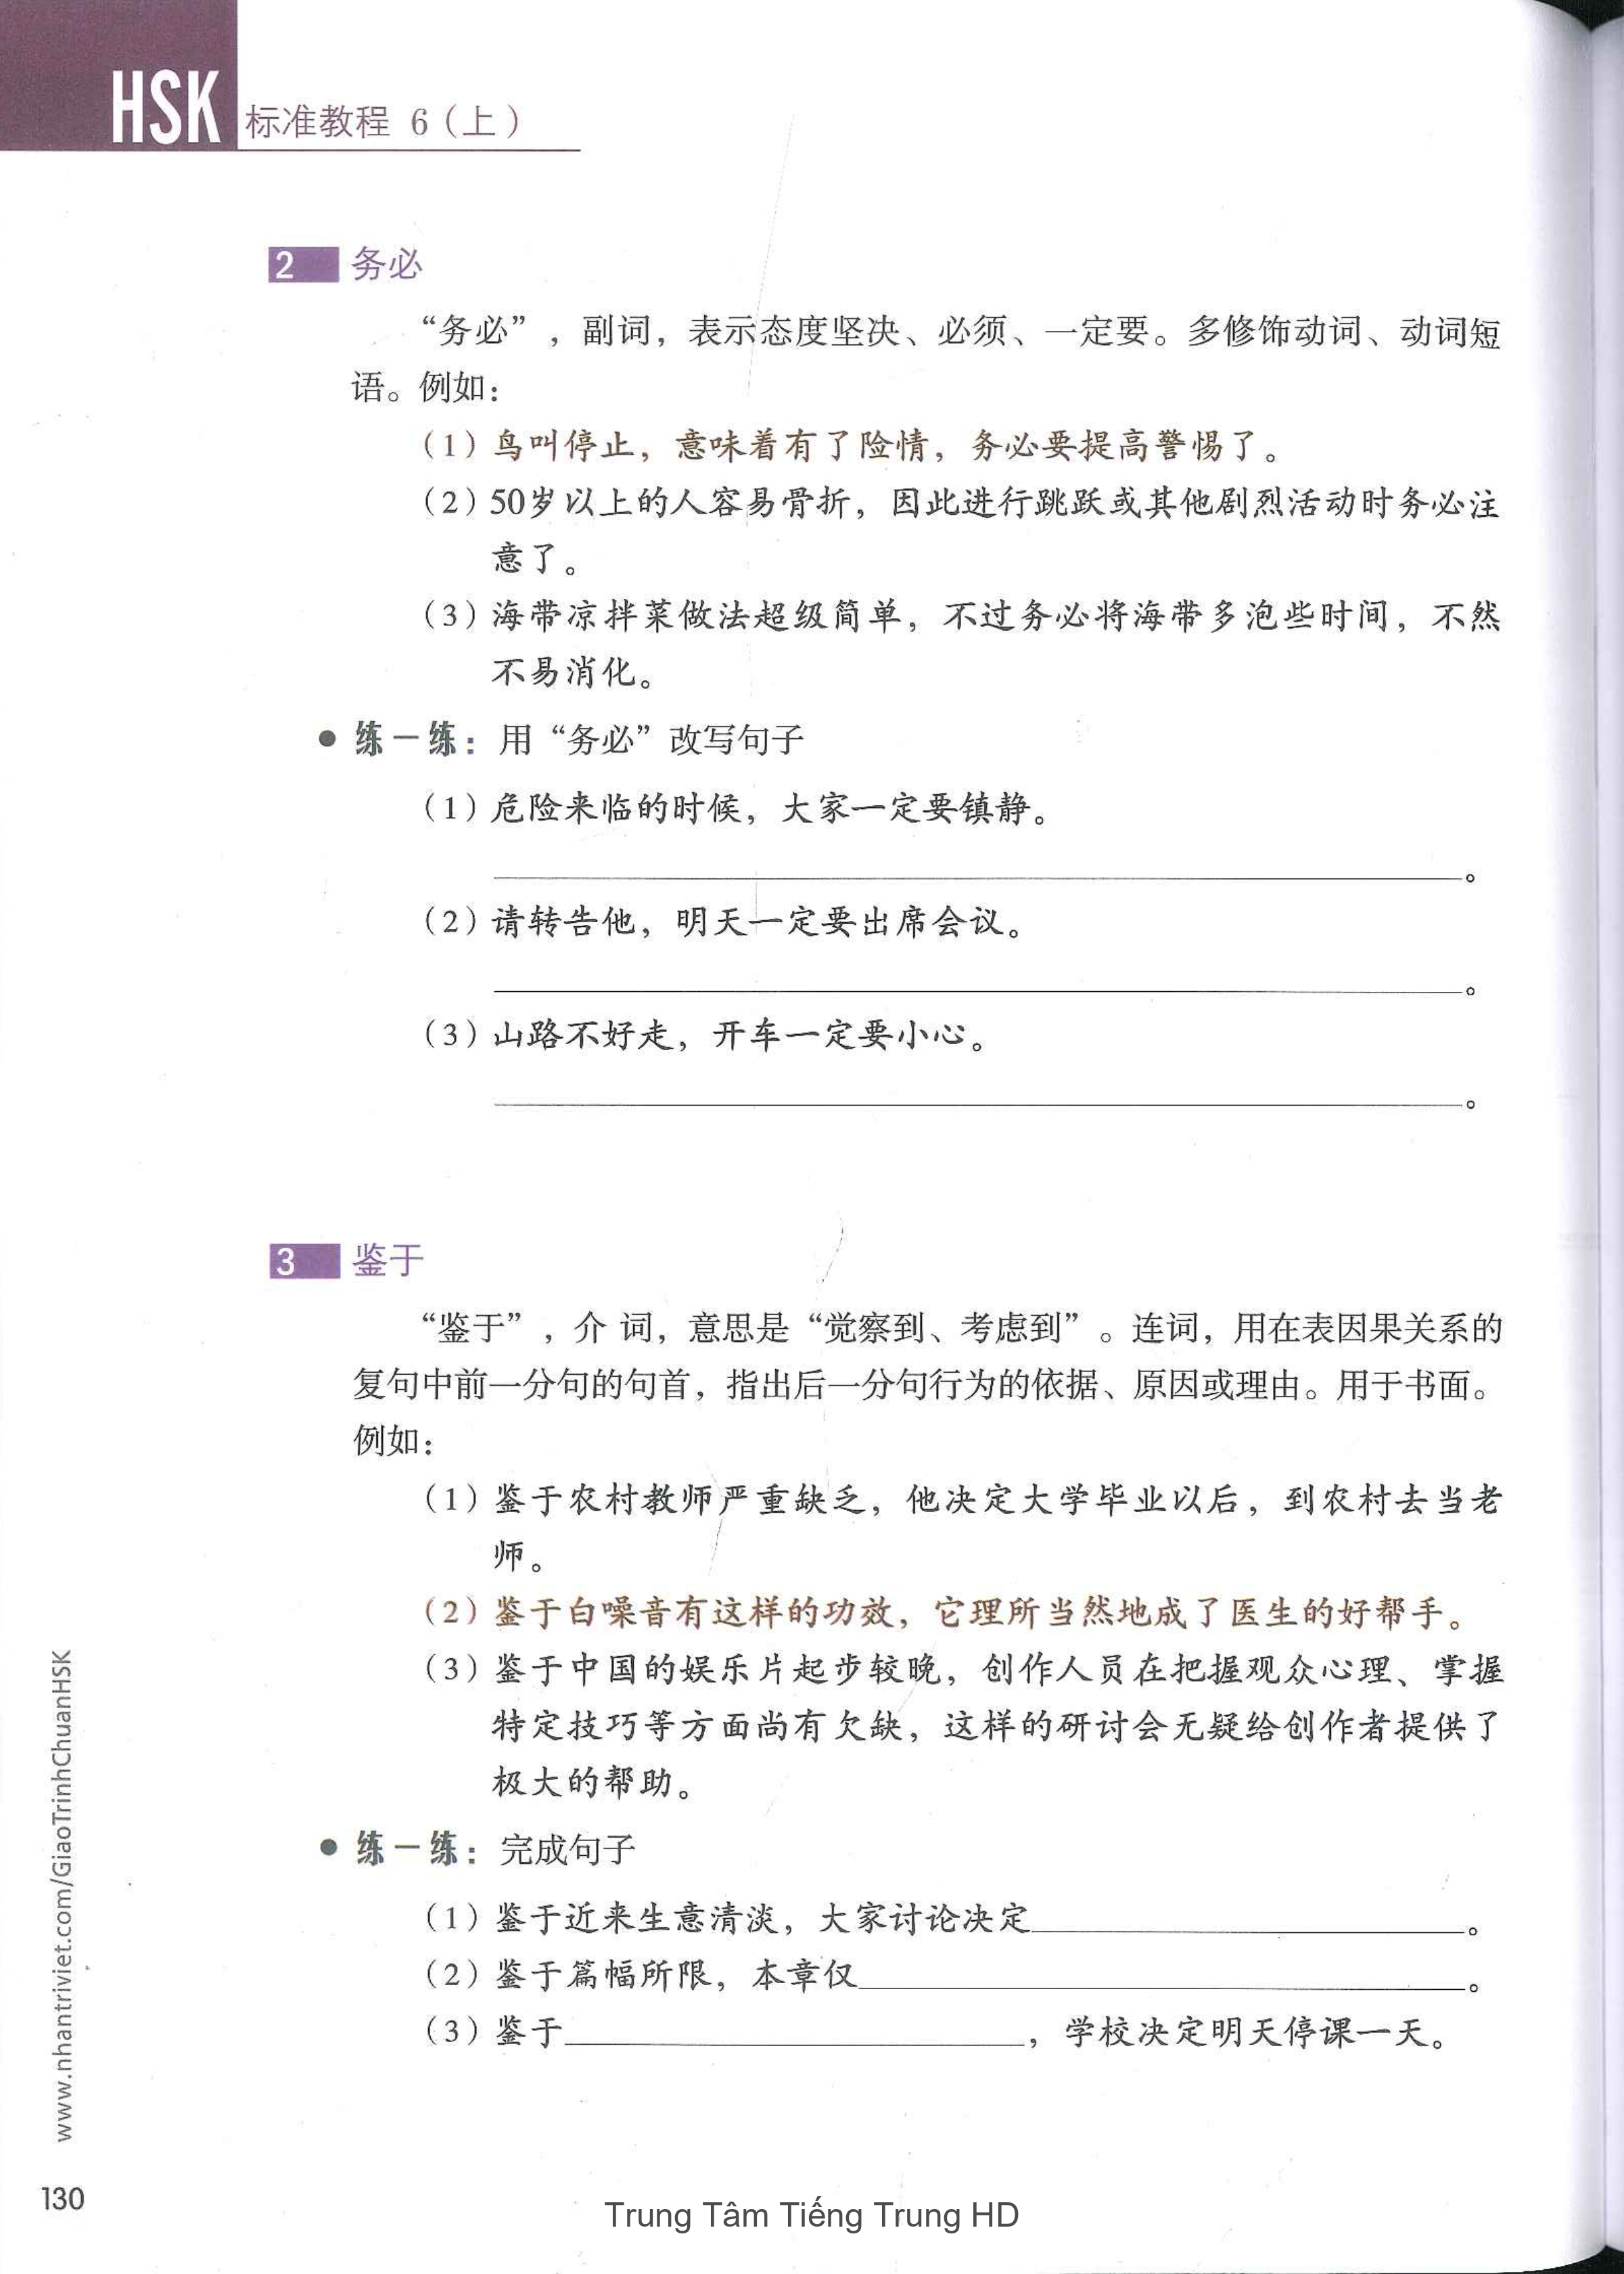 HSK 标准教程 6（上）
2 务必
“务必”，副词，表示态度坚决、必须、一定要。多修饰动词、动词短
语。例如：
（1）鸟叫停止，意味着有了险情，务必要提高警惕了。
（2）50岁以上的人容易骨折，因此进行跳跃或其他剧烈活动时务必注
意了。
（3）海带凉拌菜做法超级简单，不过务必将海带多泡些时间，不然
不易消化。
● 练一练：用“务必”改写句子
（1）危险来临的时候，大家一定要镇静。
。
（2）请转告他，明天一定要出席会议。
。
（3）山路不好走，开车一定要小心。
。
3 鉴于
“鉴于”，介 词，意思是“觉察到、考虑到”。连词，用在表因果关系的
复句中前一分句的句首，指出后一分句行为的依据、原因或理由。用于书面。
例如：
（1）鉴于农村教师严重缺乏，他决定大学毕业以后，到农村去当老
师。
（2）鉴于白噪音有这样的功效，它理所当然地成了医生的好帮手。
（3）鉴于中国的娱乐片起步较晚，创作人员在把握观众心理、掌握
特定技巧等方面尚有欠缺，这样的研讨会无疑给创作者提供了
极大的帮助。
● 练一练：完成句子
（1）鉴于近来生意清淡，大家讨论决定____________。
（2）鉴于篇幅所限，本章仅____________。
（3）鉴于____________，学校决定明天停课一天。
www.nhantriviet.com/GiaoTrinhChuanHSK
130
Trung Tâm Tiếng Trung HD